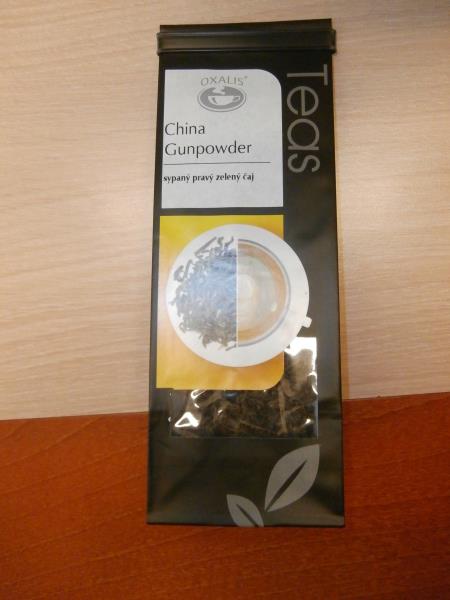 OXALIS®
China
Gunpowder
sypaný pravý zelený čaj
Teas